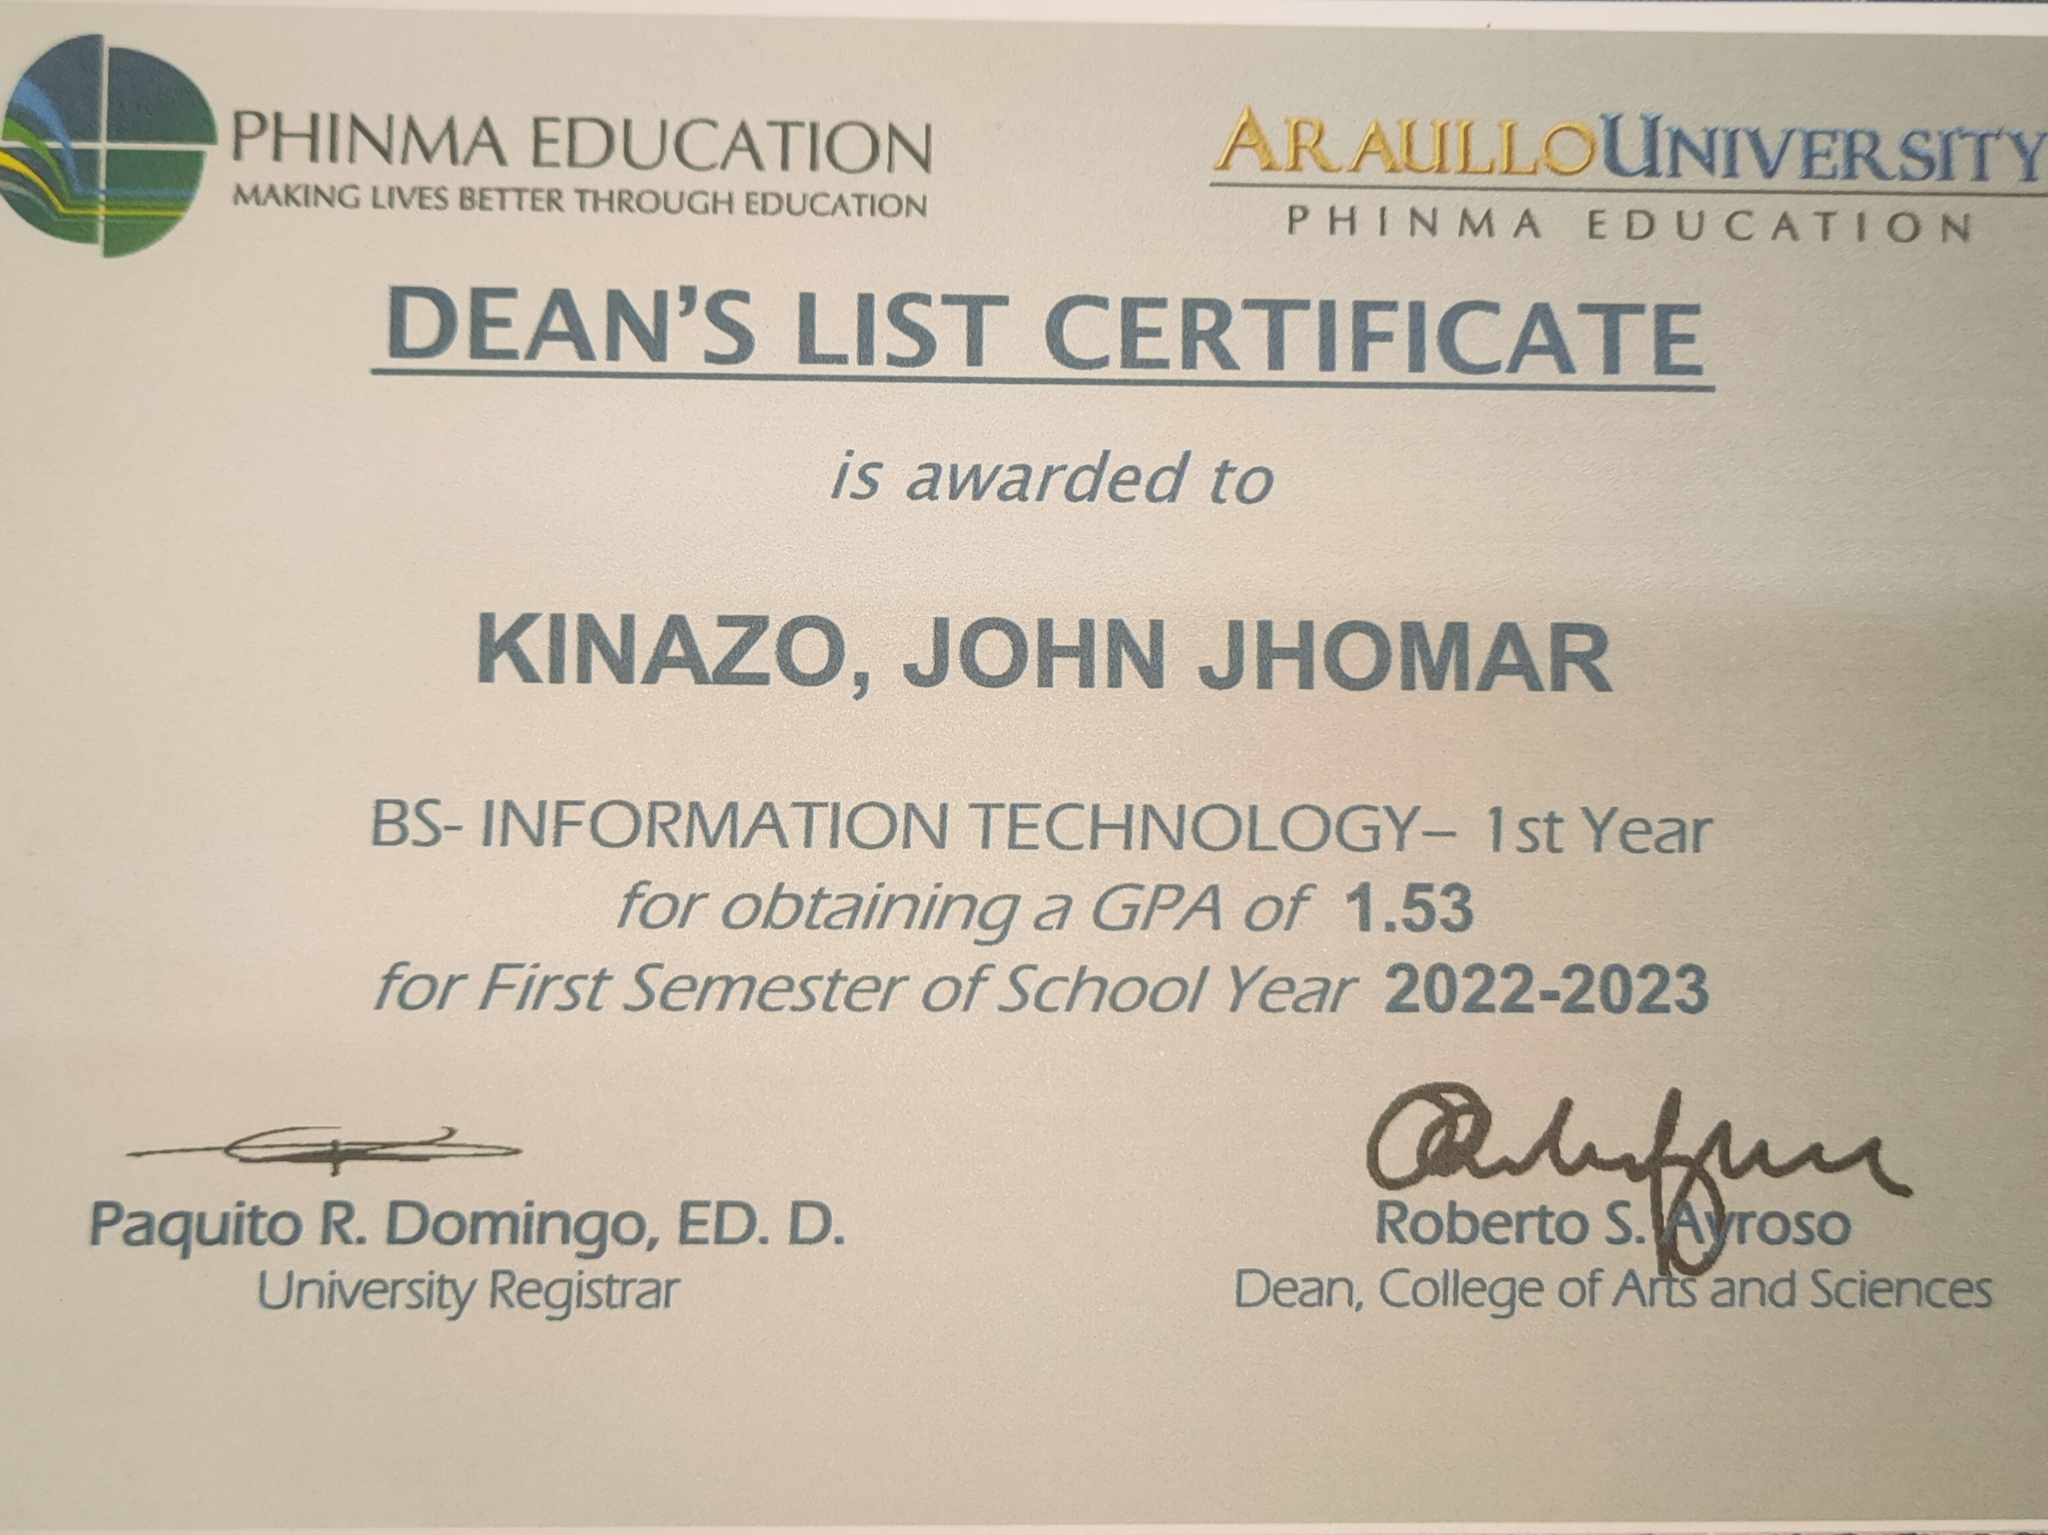 PHINMA EDUCATION
MAKING LIVES BETTER THROUGH EDUCATION
ARAULLO UNIVERSITY
PHINMA EDUCATION
DEAN'S LIST CERTIFICATE
is awarded to
KINAZO, JOHN JHOMAR
BS- INFORMATION TECHNOLOGY– 1st Year
for obtaining a GPA of 1.53
for First Semester of School Year 2022-2023
Paquito R. Domingo, ED. D.
University Registrar
Roberto S. Ayroso
Dean, College of Arts and Sciences